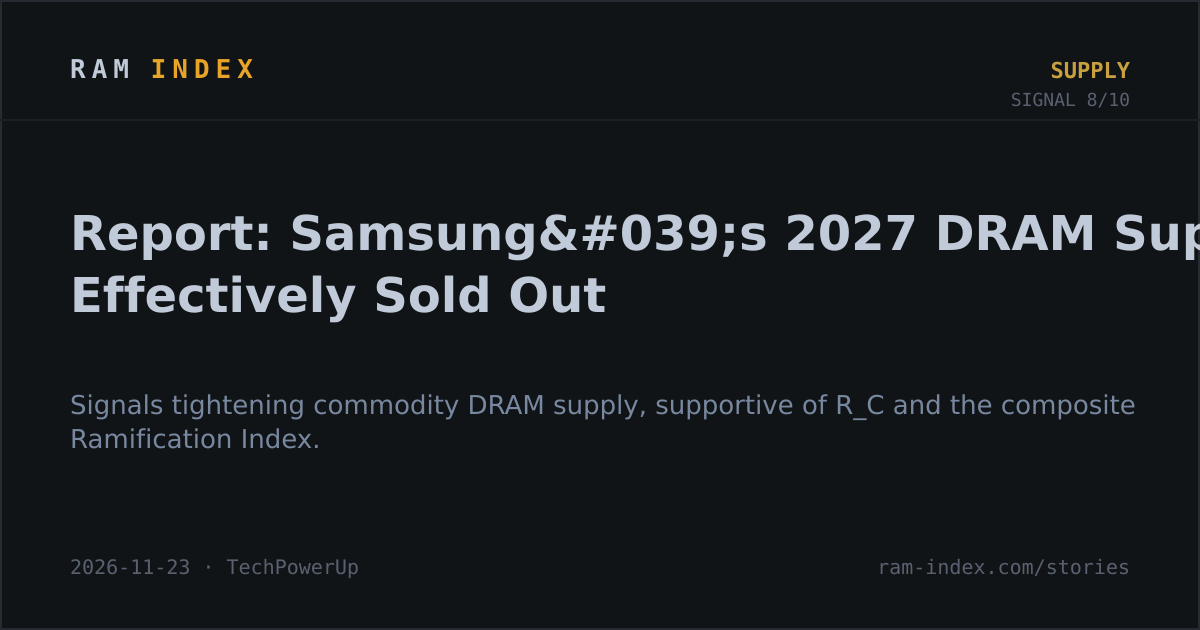 RAM INDEX
SUPPLY
SIGNAL 8/10
Report: Samsung&#039;s 2027 DRAM Sup
Effectively Sold Out
Signals tightening commodity DRAM supply, supportive of R_C and the composite
Ramification Index.
2026-11-23 · TechPowerUp
ram-index.com/stories